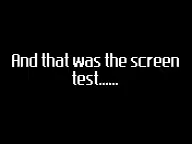 And that was the screen
test......